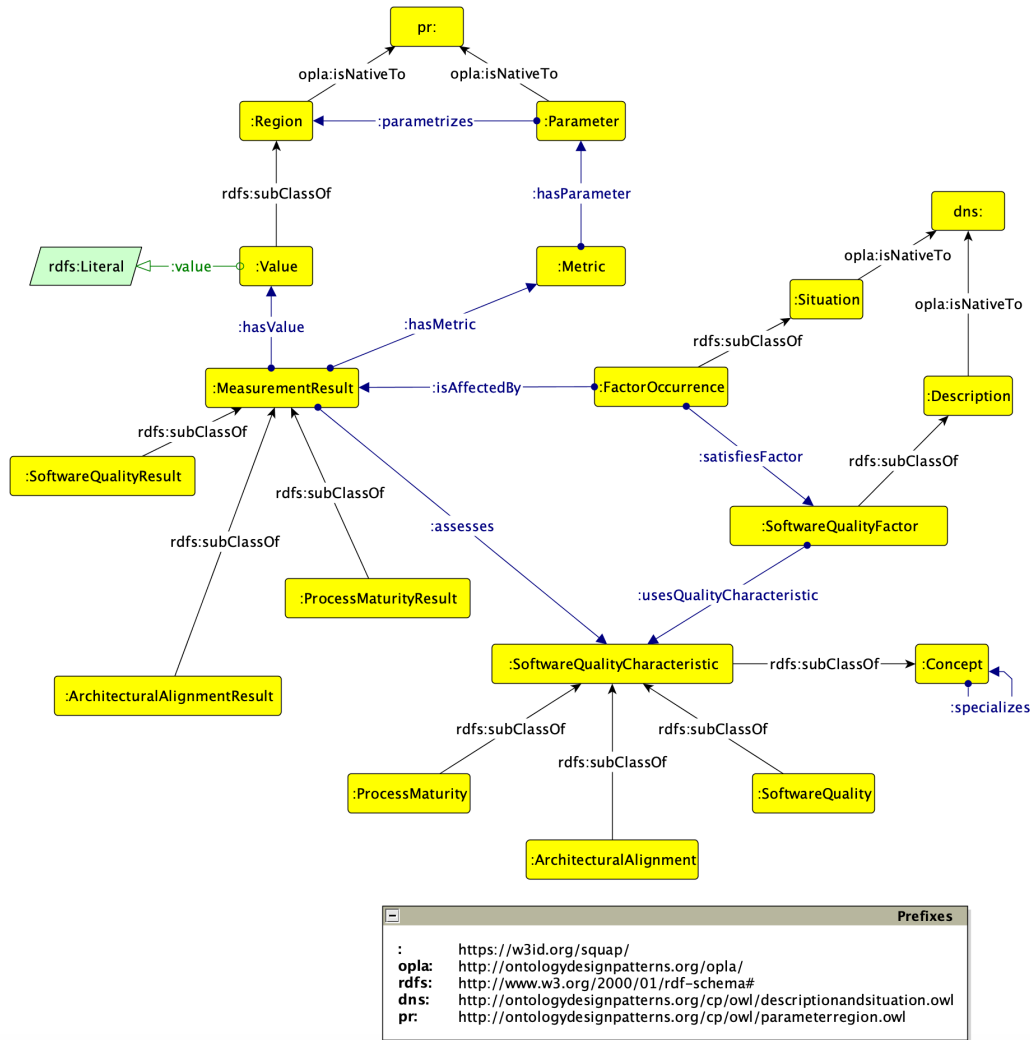 pr:
opla:isNativeTo
opla:isNativeTo
:Region
:parametrizes
:Parameter
rdfs:subClassOf
:hasParameter
dns:
rdfs:Literal
:value
:Value
:Metric
opla:isNativeTo
:Situation
opla:isNativeTo
:hasValue
:hasMetric
rdfs:subClassOf
:MeasurementResult
:isAffectedBy
:FactorOccurrence
:Description
rdfs:subClassOf
:satisfiesFactor
rdfs:subClassOf
:SoftwareQualityResult
rdfs:subClassOf
:assesses
:SoftwareQualityFactor
rdfs:subClassOf
:ProcessMaturityResult
:usesQualityCharacteristic
:SoftwareQualityCharacteristic
rdfs:subClassOf
:Concept
:ArchitecturalAlignmentResult
:specializes
rdfs:subClassOf
rdfs:subClassOf
rdfs:subClassOf
:ProcessMaturity
:SoftwareQuality
:ArchitecturalAlignment
Prefixes
: https://w3id.org/squap/
opla: http://ontologydesignpatterns.org/opla/
rdfs: http://www.w3.org/2000/01/rdf-schema#
dns: http://ontologydesignpatterns.org/cp/owl/descriptionandsituation.owl
pr: http://ontologydesignpatterns.org/cp/owl/parameterregion.owl